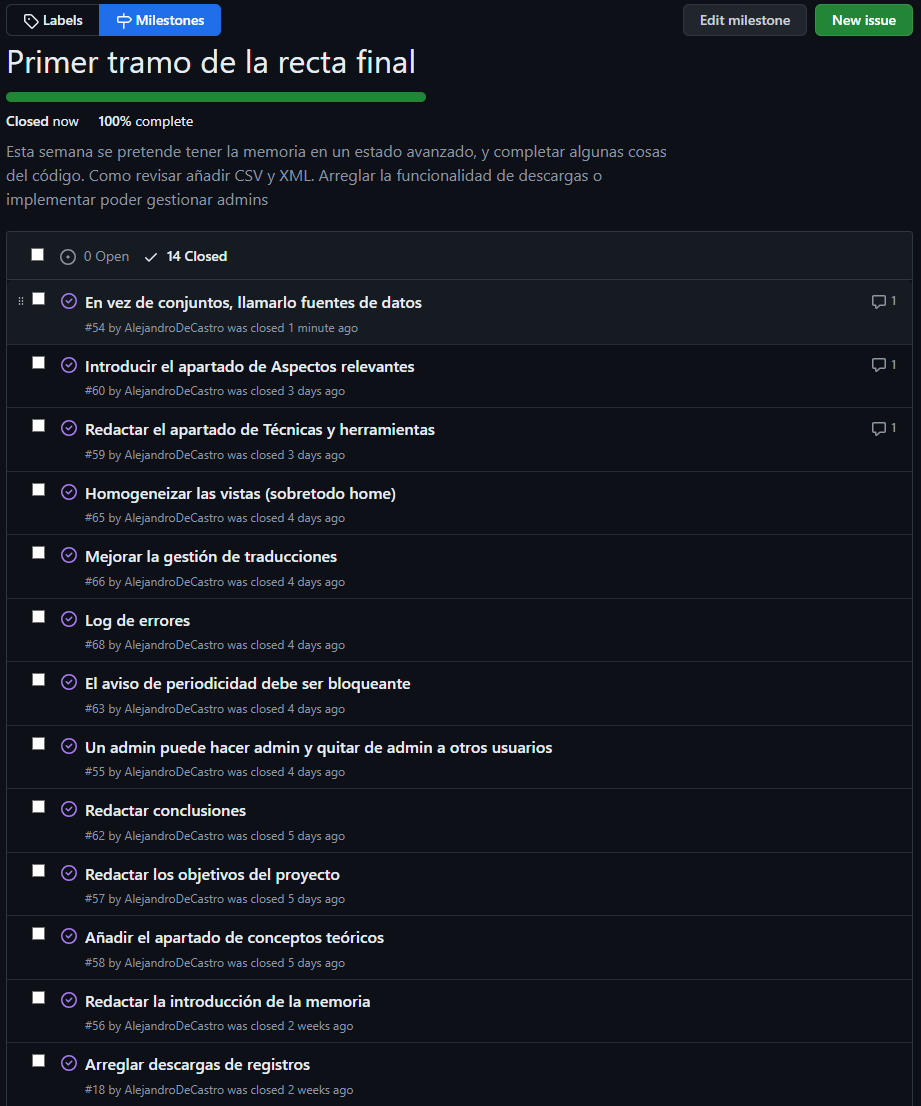 Labels Milestones Edit milestone New issue
Primer tramo de la recta final
Closed now 100% complete
Esta semana se pretende tener la memoria en un estado avanzado, y completar algunas cosas
del código. Como revisar añadir CSV y XML. Arreglar la funcionalidad de descargas o
implementar poder gestionar admins
0 Open 14 Closed
En vez de conjuntos, llamarlo fuentes de datos 1
#54 by AlejandroDeCastro was closed 1 minute ago
Introducir el apartado de Aspectos relevantes 1
#60 by AlejandroDeCastro was closed 3 days ago
Redactar el apartado de Técnicas y herramientas 1
#59 by AlejandroDeCastro was closed 3 days ago
Homogeneizar las vistas (sobretodo home)
#65 by AlejandroDeCastro was closed 4 days ago
Mejorar la gestión de traducciones
#66 by AlejandroDeCastro was closed 4 days ago
Log de errores
#68 by AlejandroDeCastro was closed 4 days ago
El aviso de periodicidad debe ser bloqueante
#63 by AlejandroDeCastro was closed 4 days ago
Un admin puede hacer admin y quitar de admin a otros usuarios
#55 by AlejandroDeCastro was closed 4 days ago
Redactar conclusiones
#62 by AlejandroDeCastro was closed 5 days ago
Redactar los objetivos del proyecto
#57 by AlejandroDeCastro was closed 5 days ago
Añadir el apartado de conceptos teóricos
#58 by AlejandroDeCastro was closed 5 days ago
Redactar la introducción de la memoria
#56 by AlejandroDeCastro was closed 2 weeks ago
Arreglar descargas de registros
#18 by AlejandroDeCastro was closed 2 weeks ago